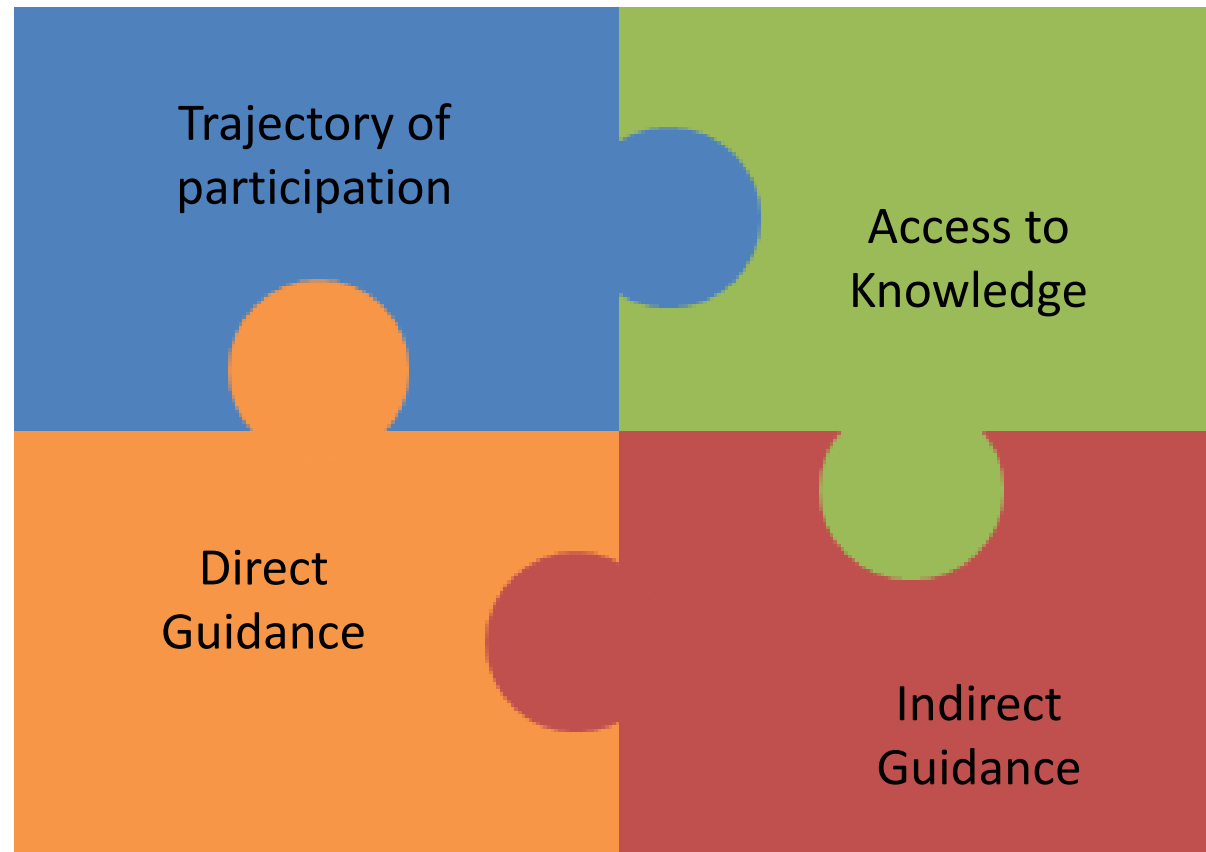 Trajectory of
participation
Access to
Knowledge
Direct
Guidance
Indirect
Guidance